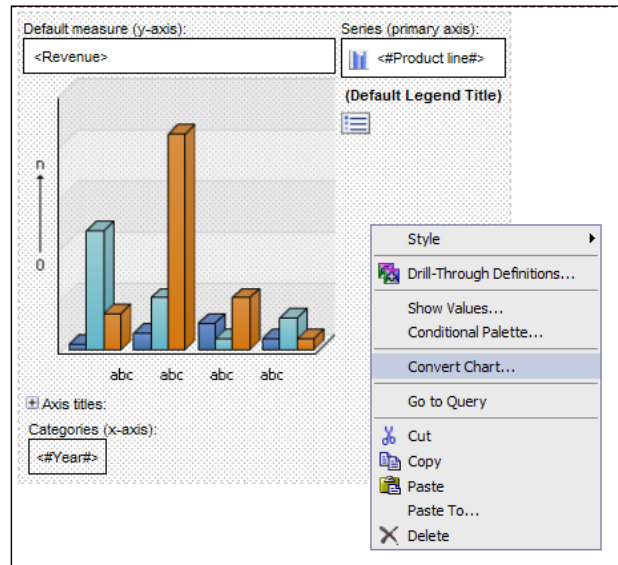 Default measure (y-axis):
Series (primary axis):
<Revenue>
<#Product line#>
(Default Legend Title)
n
0
abc abc abc abc
Axis titles:
Categories (x-axis):
<#Year#>
Style
Drill-Through Definitions...
Show Values...
Conditional Palette...
Convert Chart...
Go to Query
Cut
Copy
Paste
Paste To...
Delete